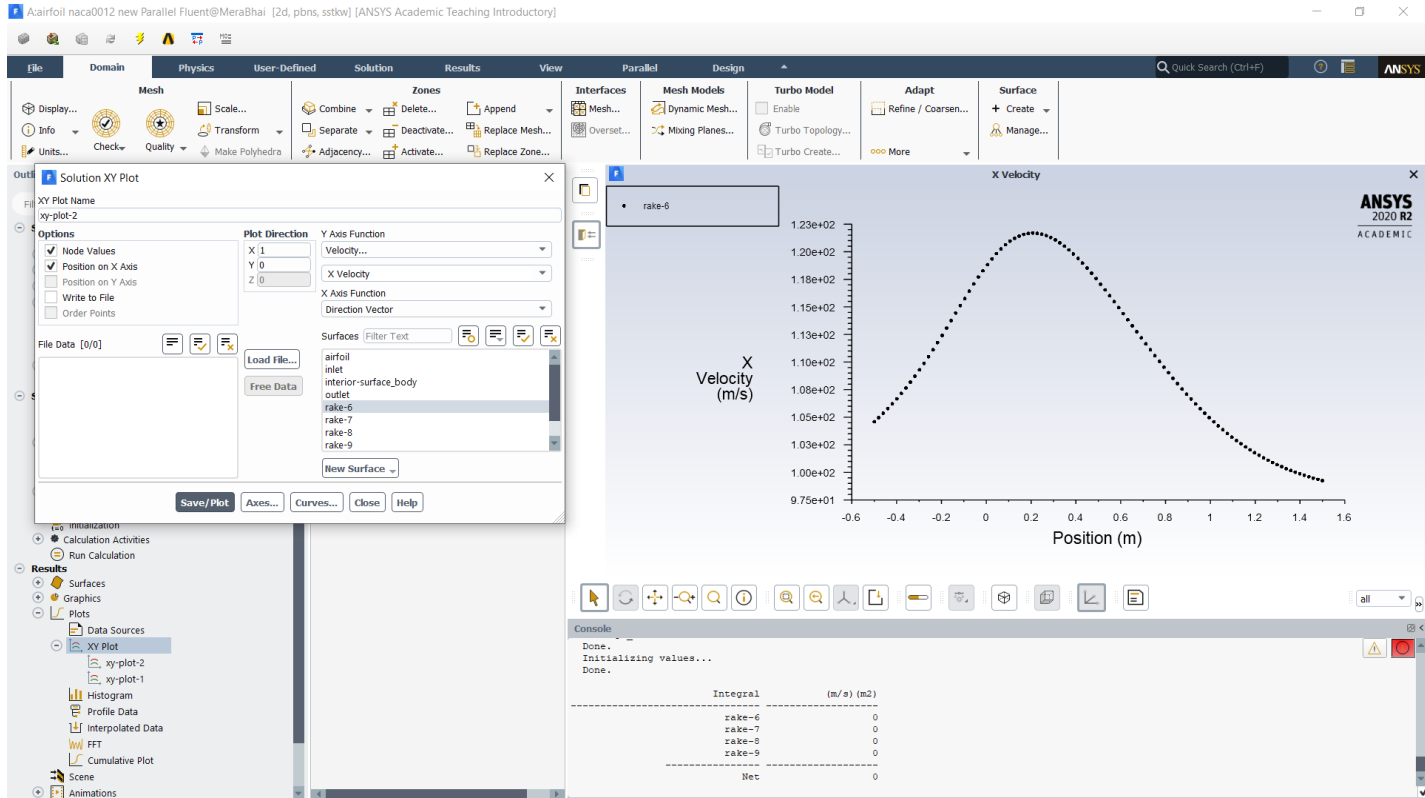 A:airfoil naca0012 new Parallel Fluent@MeraBhai [2d, pbns, sstkw] [ANSYS Academic Teaching Introductory]
File Domain Physics User-Defined Solution Results View Parallel Design Quick Search (Ctrl+F) ANSYS
Mesh Zones Interfaces Mesh Models Turbo Model Adapt Surface
Display... Scale... Combine Delete... Append Mesh... Dynamic Mesh... Enable Refine / Coarsen... Create
Info Transform Separate Deactivate... Replace Mesh... Overset... Mixing Planes... Turbo Topology... Manage...
Units... Check Quality Make Polyhedra Adjacency... Activate... Replace Zone... Turbo Create... More
Solution XY Plot
XY Plot Name
xy-plot-2
Options Plot Direction Y Axis Function
Node Values X 1 Velocity...
Position on X Axis Y 0
Position on Y Axis Z 0 X Velocity
Write to File X Axis Function
Order Points Direction Vector
File Data [0/0] Surfaces Filter Text
Load File...
Free Data
airfoil
inlet
interior-surface_body
outlet
rake-6
rake-7
rake-8
rake-9
New Surface
Save/Plot Axes... Curves... Close Help
Initialization
Calculation Activities
Run Calculation
Results
Surfaces
Graphics
Plots
Data Sources
XY Plot
xy-plot-2
xy-plot-1
Histogram
Profile Data
Interpolated Data
FFT
Cumulative Plot
Scene
Animations
X Velocity
rake-6
ANSYS
2020 R2
ACADEMIC
1.23e+02
1.20e+02
1.18e+02
1.15e+02
1.13e+02
1.10e+02
1.08e+02
1.05e+02
1.03e+02
1.00e+02
9.75e+01
X
Velocity
(m/s)
-0.6 -0.4 -0.2 0 0.2 0.4 0.6 0.8 1 1.2 1.4 1.6
Position (m)
all
Console
Done.
Initializing values...
Done.
Integral (m/s)(m2)
-------------------------------- --------------------
rake-6 0
rake-7 0
rake-8 0
rake-9 0
---------------- --------------------
Net 0